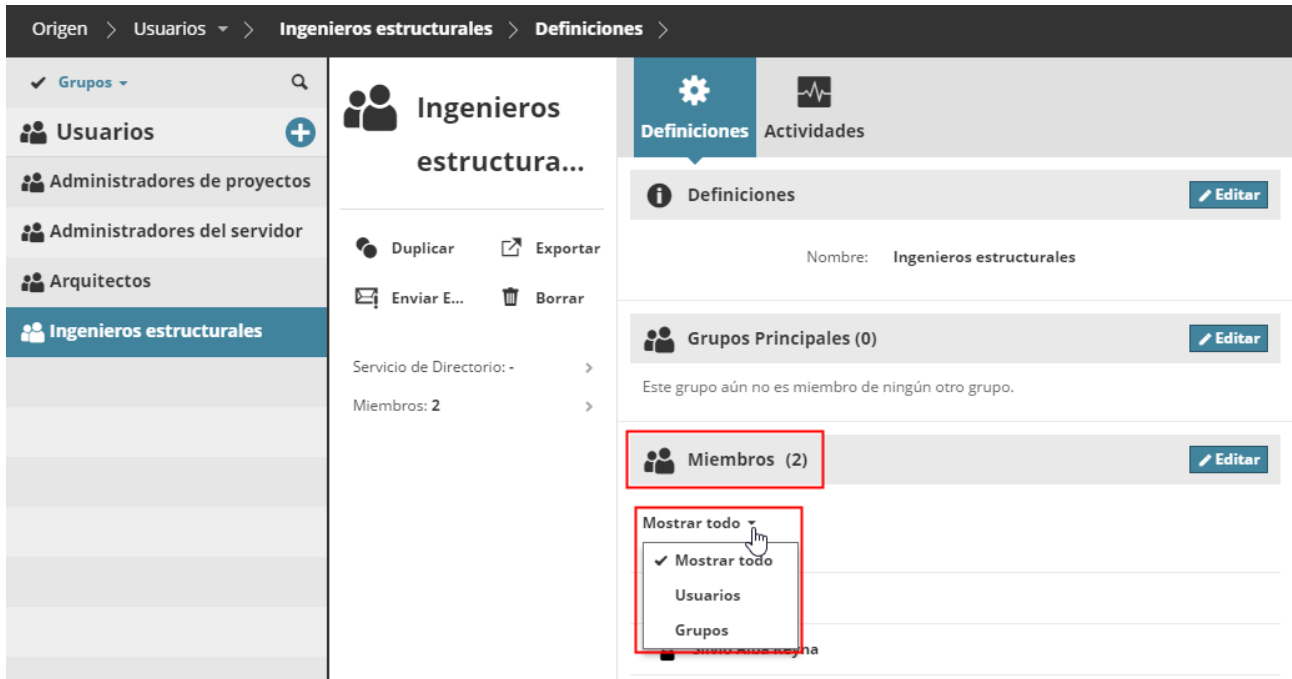 Origen > Usuarios > Ingenieros estructurales > Definiciones >
Grupos
Usuarios
Administradores de proyectos
Administradores del servidor
Arquitectos
Ingenieros estructurales
Ingenieros
estructura...
Duplicar
Exportar
Enviar E...
Borrar
Servicio de Directorio: -
Miembros: 2
Definiciones
Actividades
Definiciones
Editar
Nombre: Ingenieros estructurales
Grupos Principales (0)
Editar
Este grupo aún no es miembro de ningún otro grupo.
Miembros (2)
Editar
Mostrar todo
Mostrar todo
Usuarios
Grupos